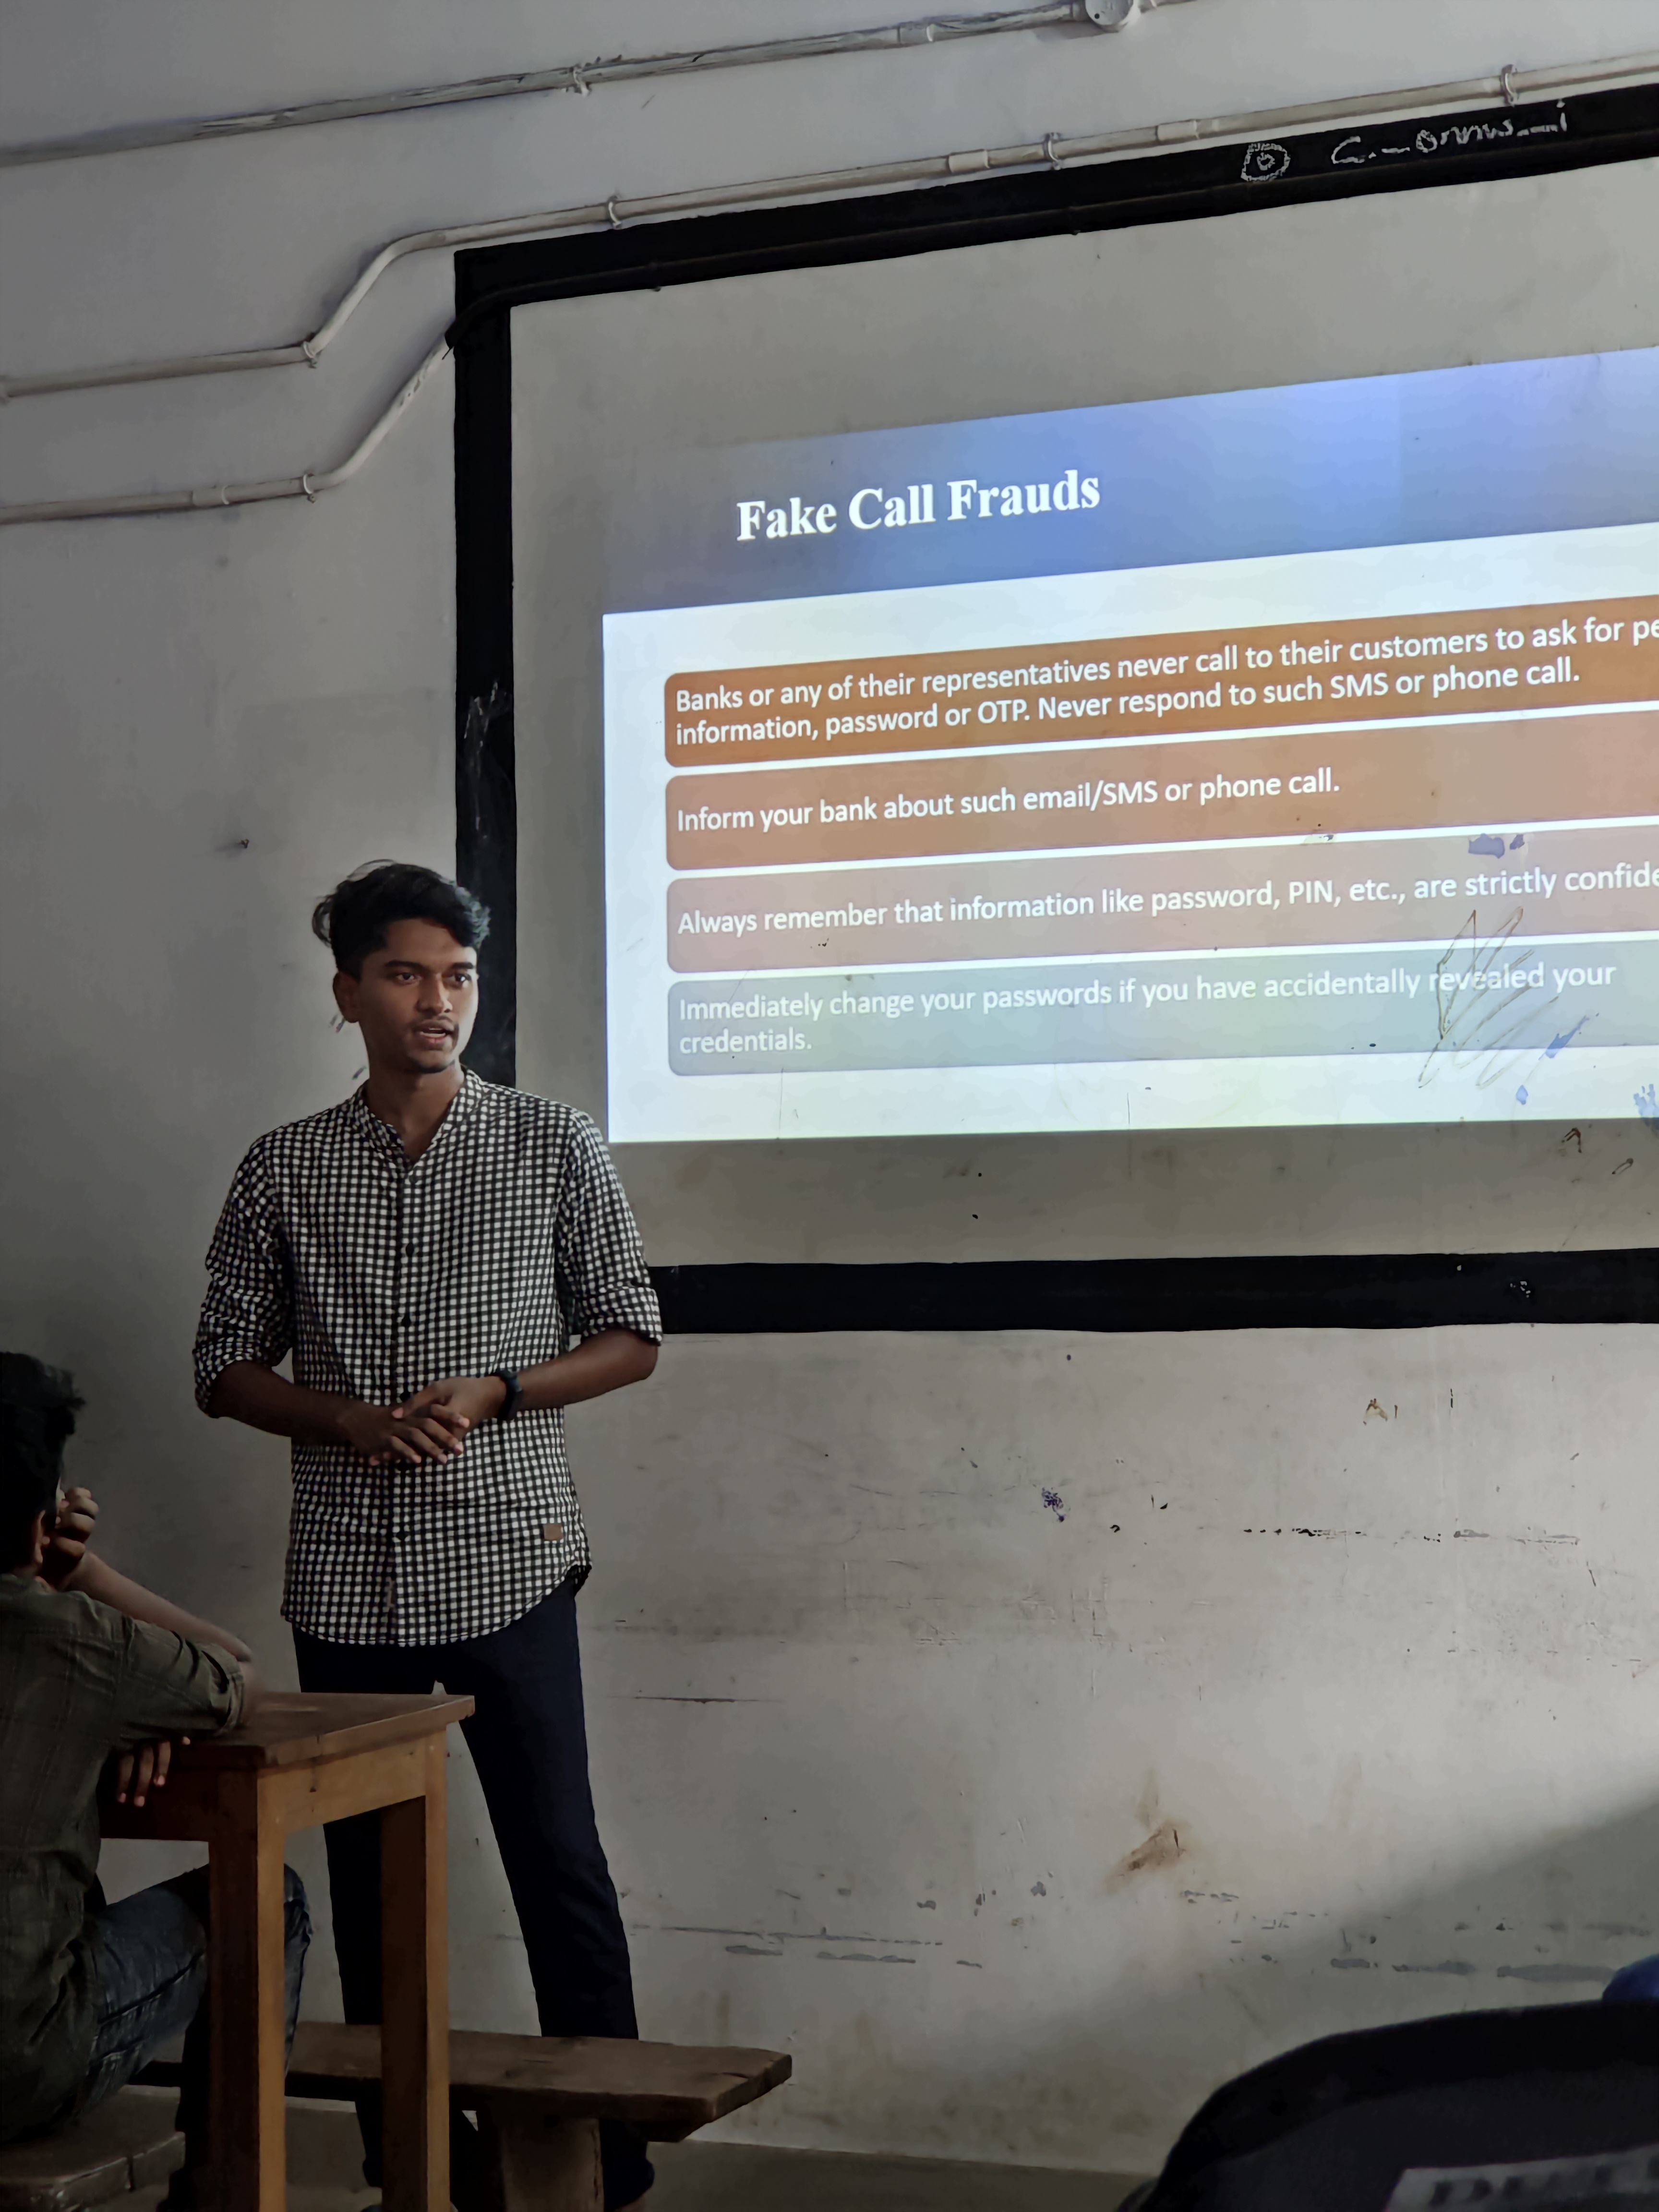 Fake Call Frauds
Banks or any of their representatives never call to their customers to ask for pe
information, password or OTP. Never respond to such SMS or phone call.
Inform your bank about such email/SMS or phone call.
Always remember that information like password, PIN, etc., are strictly confide
Immediately change your passwords if you have accidentally revealed your
credentials.